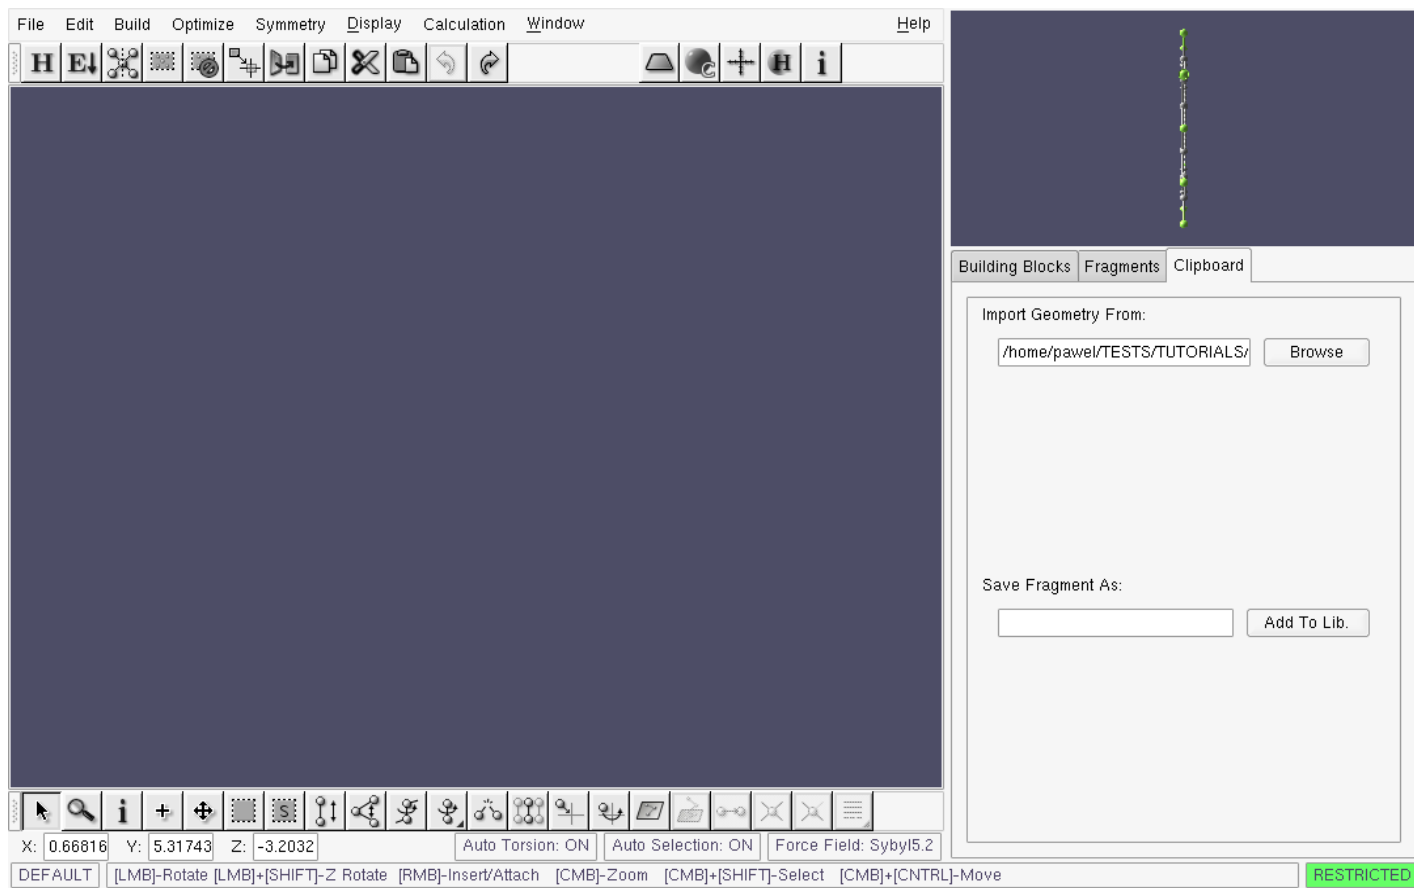 File Edit Build Optimize Symmetry Display Calculation Window Help
H E C H i
Building Blocks Fragments Clipboard
Import Geometry From:
/home/pawel/TESTS/TUTORIALS/ Browse
Save Fragment As:
Add To Lib.
i S
X: 0.66816 Y: 5.31743 Z: -3.2032 Auto Torsion: ON Auto Selection: ON Force Field: Sybyl5.2
DEFAULT [LMB]-Rotate [LMB]+[SHIFT]-Z Rotate [RMB]-Insert/Attach [CMB]-Zoom [CMB]+[SHIFT]-Select [CMB]+[CNTRL]-Move RESTRICTED